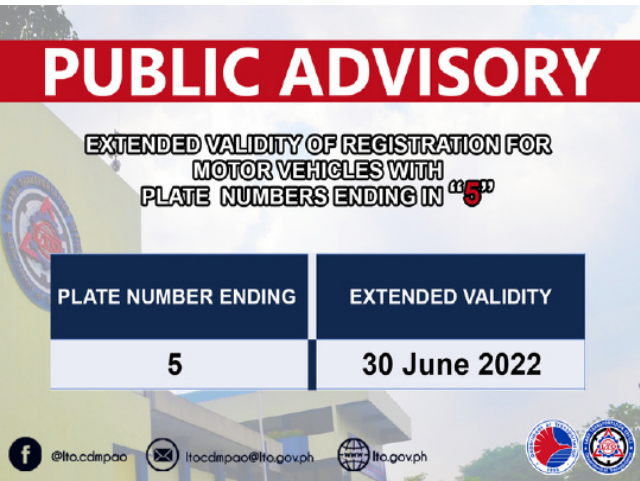 PUBLIC ADVISORY
EXTENDED VALIDITY OF REGISTRATION FOR
MOTOR VEHICLES WITH
PLATE NUMBERS ENDING IN “5”
PLATE NUMBER ENDING
EXTENDED VALIDITY
5
30 June 2022
@lto.cdmpao
ltocdmpao@lto.gov.ph
lto.gov.ph
LTO